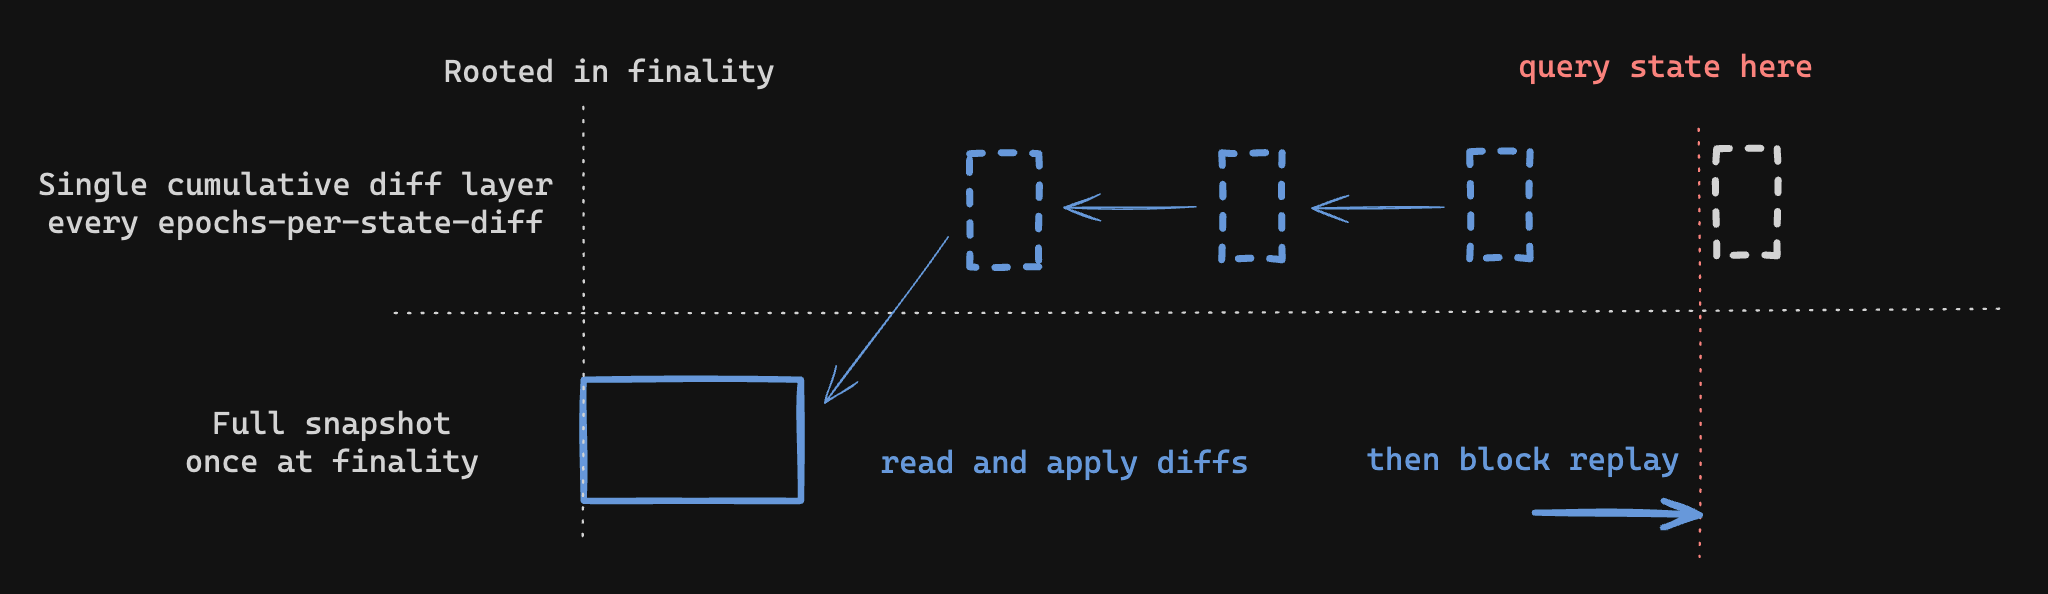 Rooted in finality
query state here
Single cumulative diff layer
every epochs-per-state-diff
Full snapshot
once at finality
read and apply diffs
then block replay